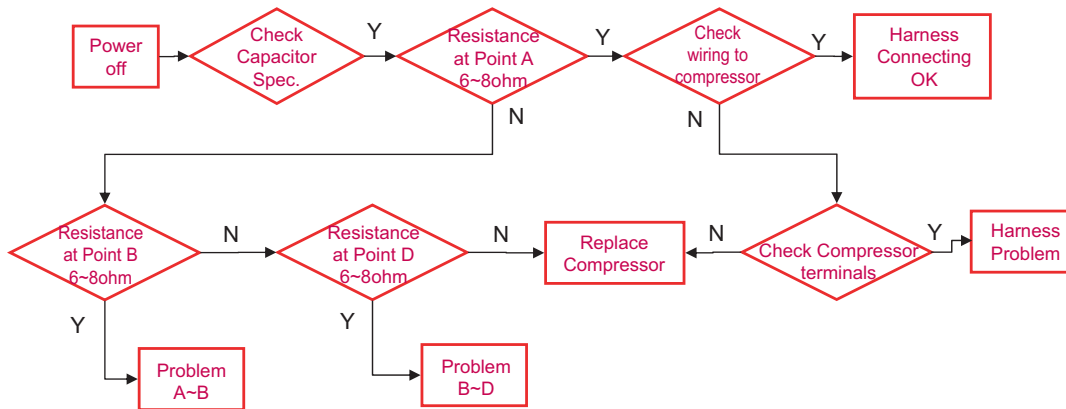 Power
off
Check
Capacitor
Spec.
Y
Resistance
at Point A
6~8ohm
Y
Check
wiring to
compressor
Y
Harness
Connecting
OK
N
N
Resistance
at Point B
6~8ohm
N
Resistance
at Point D
6~8ohm
N
Replace
Compressor
N
Check Compressor
terminals
Y
Harness
Problem
Y
Problem
A~B
Y
Problem
B~D